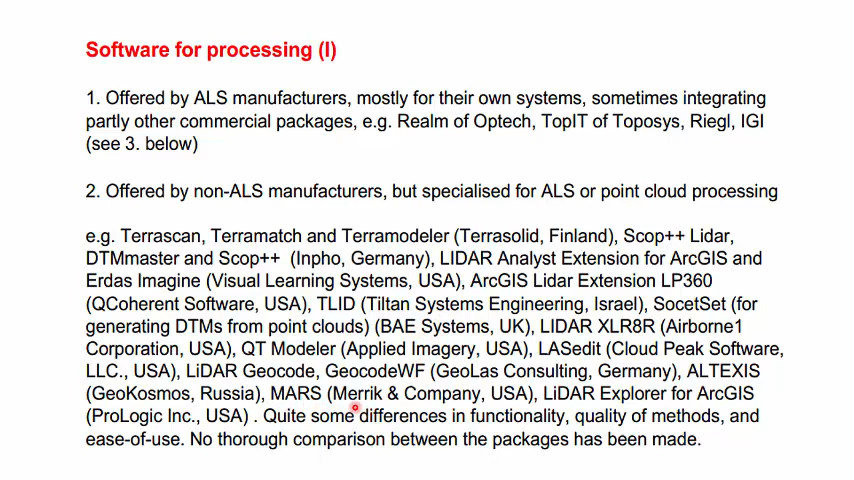 Software for processing (I)
1. Offered by ALS manufacturers, mostly for their own systems, sometimes integrating
partly other commercial packages, e.g. Realm of Optech, TopIT of Toposys, Riegl, IGI
(see 3. below)
2. Offered by non-ALS manufacturers, but specialised for ALS or point cloud processing
e.g. Terrascan, Terramatch and Terramodeler (Terrasolid, Finland), Scop++ Lidar,
DTMmaster and Scop++ (Inpho, Germany), LIDAR Analyst Extension for ArcGIS and
Erdas Imagine (Visual Learning Systems, USA), ArcGIS Lidar Extension LP360
(QCoherent Software, USA), TLID (Tiltan Systems Engineering, Israel), SocetSet (for
generating DTMs from point clouds) (BAE Systems, UK), LIDAR XLR8R (Airborne1
Corporation, USA), QT Modeler (Applied Imagery, USA), LASedit (Cloud Peak Software,
LLC., USA), LiDAR Geocode, GeocodeWF (GeoLas Consulting, Germany), ALTEXIS
(GeoKosmos, Russia), MARS (Merrik & Company, USA), LiDAR Explorer for ArcGIS
(ProLogic Inc., USA) . Quite some differences in functionality, quality of methods, and
ease-of-use. No thorough comparison between the packages has been made.